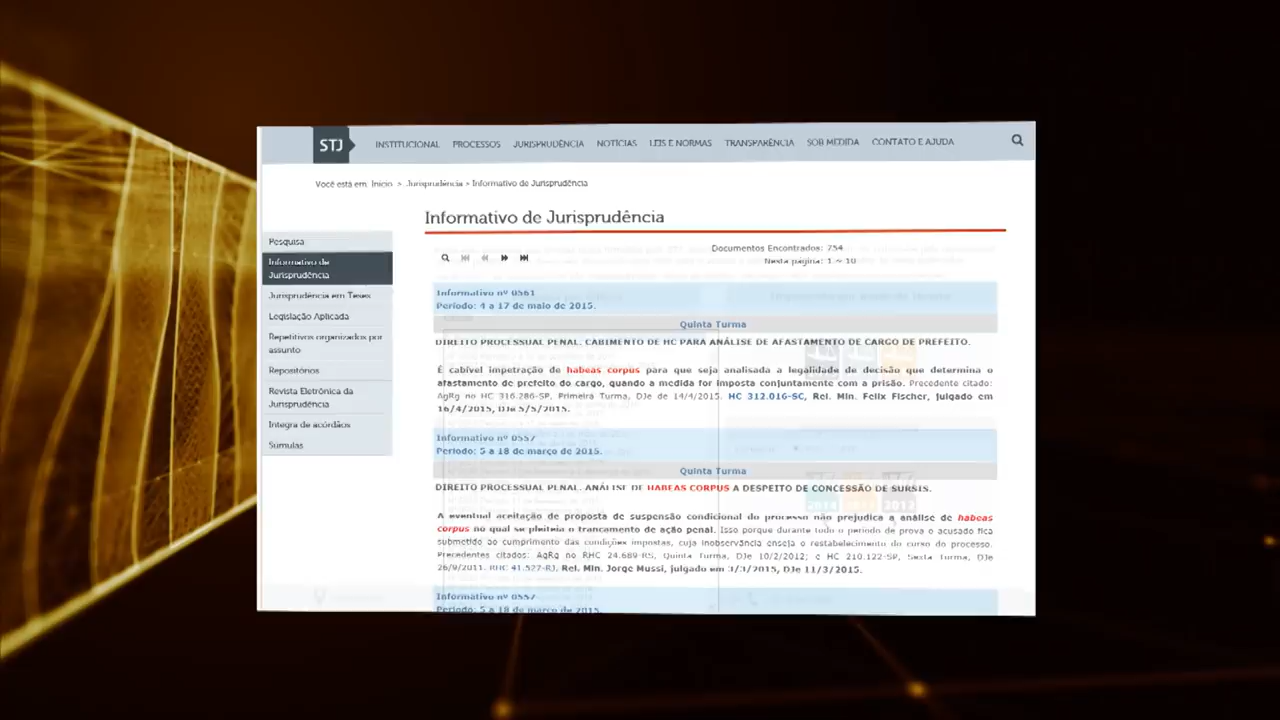 STJ INSTITUCIONAL PROCESSOS JURISPRUDÊNCIA NOTÍCIAS LEIS E NORMAS TRANSPARÊNCIA SOB MEDIDA CONTATO E AJUDA
Você está em: Início > Jurisprudência > Informativo de Jurisprudência
Informativo de Jurisprudência
Pesquisa
Informativo de
Jurisprudência
Jurisprudência em Teses
Legislação Aplicada
Repetitivos organizados por
assunto
Repositórios
Revista Eletrônica da
Jurisprudência
Íntegra de acórdãos
Súmulas
Documentos Encontrados: 754
Nesta página: 1 ~ 10
Informativo nº 0561
Período: 4 a 17 de maio de 2015.
Quinta Turma
DIREITO PROCESSUAL PENAL. CABIMENTO DE HC PARA ANÁLISE DE AFASTAMENTO DE CARGO DE PREFEITO.
É cabível impetração de habeas corpus para que seja analisada a legalidade de decisão que determina o
afastamento de prefeito do cargo, quando a medida for imposta conjuntamente com a prisão. Precedente citado:
AgRg no HC 316.286-SP, Primeira Turma, DJe de 14/4/2015. HC 312.016-SC, Rel. Min. Felix Fischer, julgado em
16/4/2015, DJe 5/5/2015.
Informativo nº 0557
Período: 5 a 18 de março de 2015.
Quinta Turma
DIREITO PROCESSUAL PENAL. ANÁLISE DE HABEAS CORPUS A DESPEITO DE CONCESSÃO DE SURSIS.
A eventual aceitação de proposta de suspensão condicional do processo não prejudica a análise de habeas
corpus no qual se pleiteia o trancamento de ação penal. Isso porque durante todo o período de prova o acusado fica
submetido ao cumprimento das condições impostas, cuja inobservância enseja o restabelecimento do curso do processo.
Precedentes citados: AgRg no RHC 24.689-RS, Quinta Turma, DJe 10/2/2012; e HC 210.122-SP, Sexta Turma, DJe
26/9/2011. RHC 41.527-RJ, Rel. Min. Jorge Mussi, julgado em 3/3/2015, DJe 11/3/2015.
Informativo nº 0557
Período: 5 a 18 de março de 2015.